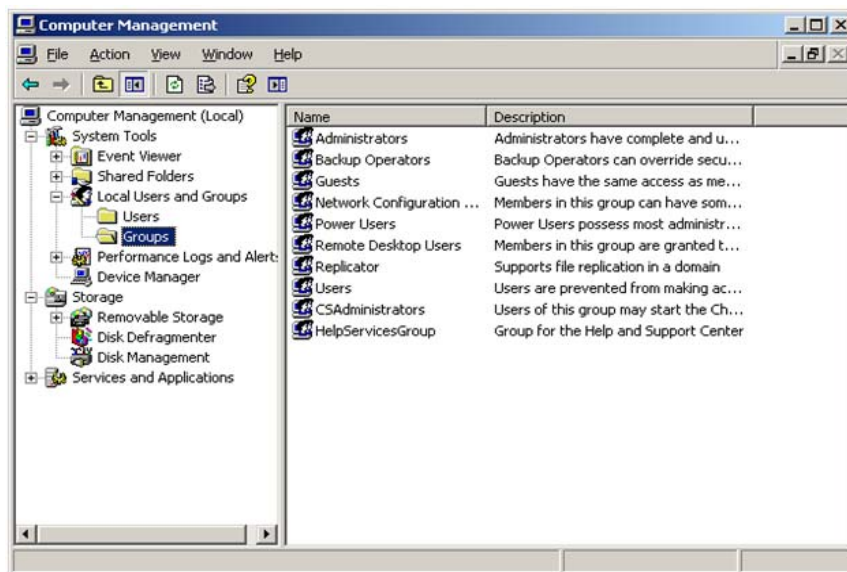 Computer Management
File Action View Window Help
Computer Management (Local)
System Tools
Event Viewer
Shared Folders
Local Users and Groups
Users
Groups
Performance Logs and Alert
Device Manager
Storage
Removable Storage
Disk Defragmenter
Disk Management
Services and Applications
Name Description
Administrators Administrators have complete and u...
Backup Operators Backup Operators can override secu...
Guests Guests have the same access as me...
Network Configuration ... Members in this group can have som...
Power Users Power Users possess most administr...
Remote Desktop Users Members in this group are granted t...
Replicator Supports file replication in a domain
Users Users are prevented from making ac...
CSAdministrators Users of this group may start the Ch...
HelpServicesGroup Group for the Help and Support Center